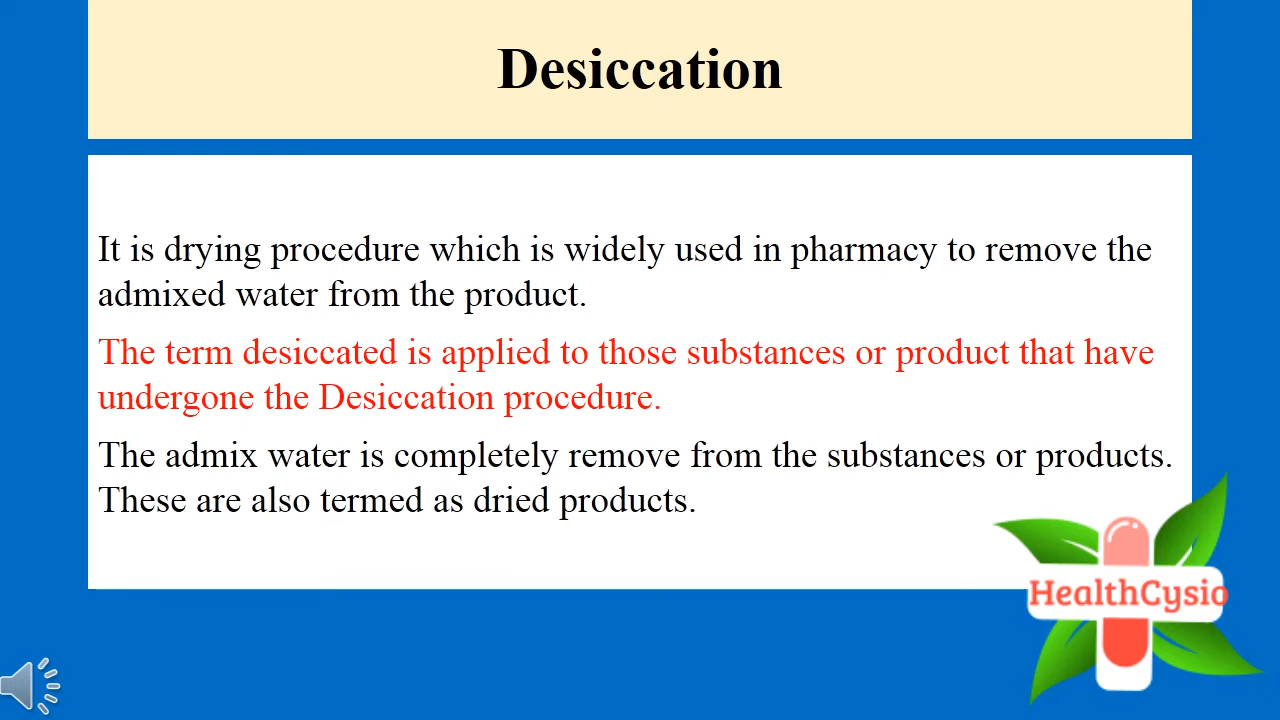 Desiccation
It is drying procedure which is widely used in pharmacy to remove the
admixed water from the product.
The term desiccated is applied to those substances or product that have
undergone the Desiccation procedure.
The admix water is completely remove from the substances or products.
These are also termed as dried products.
HealthCysio